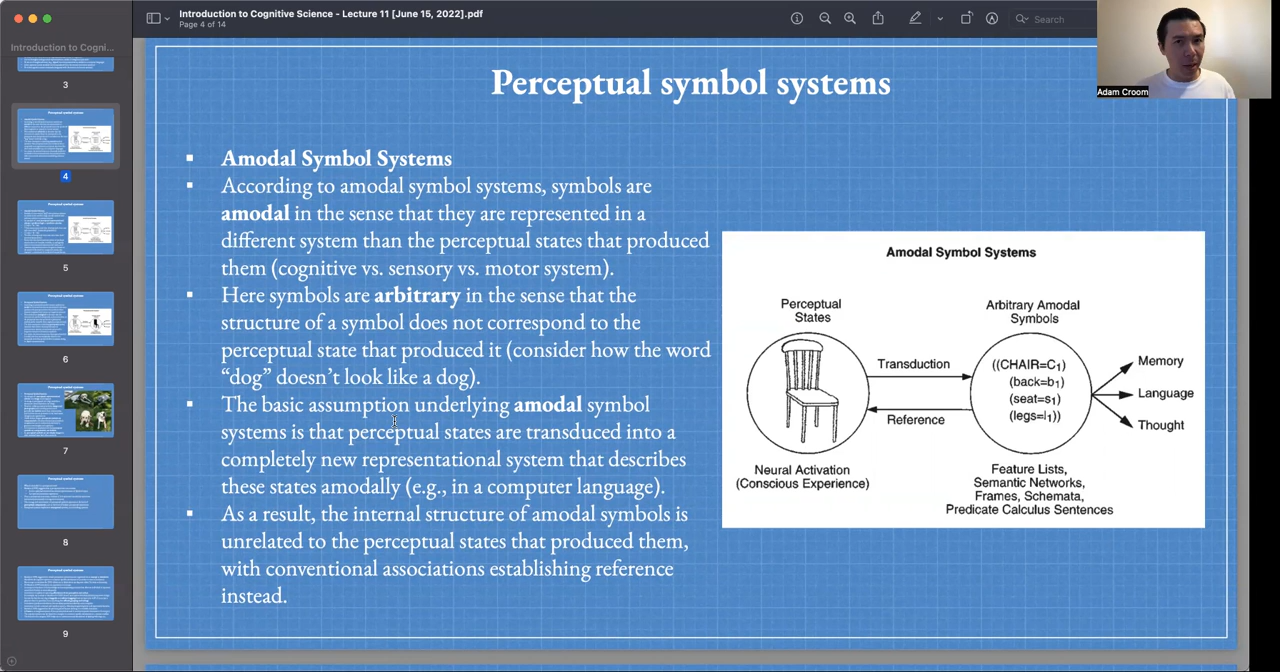 Introduction to Cognitive Science - Lecture 11 [June 15, 2022].pdf
Page 4 of 14
Search
Introduction to Cogni...
3
4
5
6
7
8
9
Adam Croom
Perceptual symbol systems
▪ Amodal Symbol Systems
▪ According to amodal symbol systems, symbols are
amodal in the sense that they are represented in a
different system than the perceptual states that produced
them (cognitive vs. sensory vs. motor system).
▪ Here symbols are arbitrary in the sense that the
structure of a symbol does not correspond to the
perceptual state that produced it (consider how the word
“dog” doesn’t look like a dog).
▪ The basic assumption underlying amodal symbol
systems is that perceptual states are transduced into a
completely new representational system that describes
these states amodally (e.g., in a computer language).
▪ As a result, the internal structure of amodal symbols is
unrelated to the perceptual states that produced them,
with conventional associations establishing reference
instead.
Amodal Symbol Systems
Perceptual
States
Neural Activation
(Conscious Experience)
Transduction
Reference
Arbitrary Amodal
Symbols
((CHAIR=C₁)
(back=b₁)
(seat=s₁)
(legs=l₁))
Feature Lists,
Semantic Networks,
Frames, Schemata,
Predicate Calculus Sentences
Memory
Language
Thought